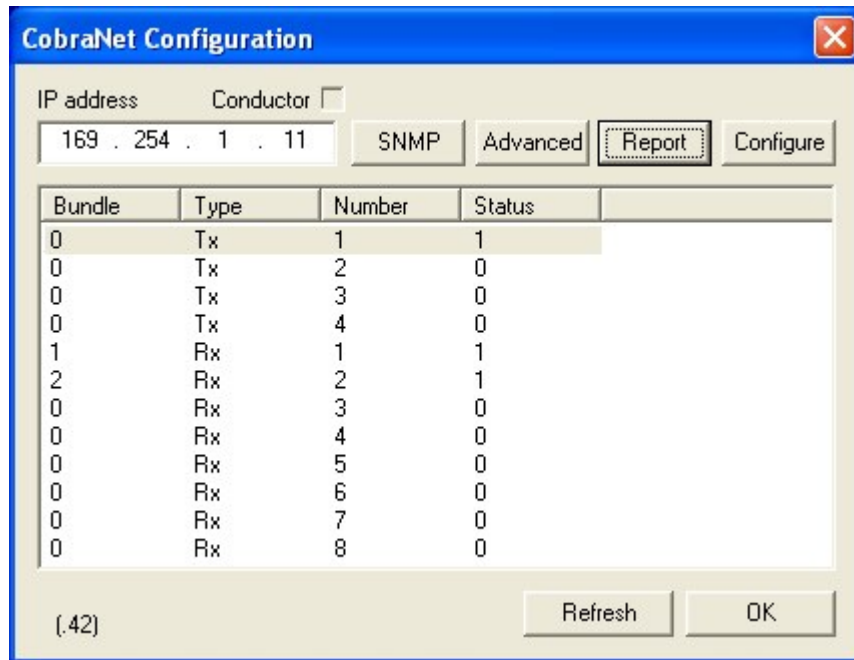 CobraNet Configuration
IP address Conductor
169 . 254 . 1 . 11 SNMP Advanced Report Configure
Bundle Type Number Status
0 Tx 1 1
0 Tx 2 0
0 Tx 3 0
0 Tx 4 0
1 Rx 1 1
2 Rx 2 1
0 Rx 3 0
0 Rx 4 0
0 Rx 5 0
0 Rx 6 0
0 Rx 7 0
0 Rx 8 0
(.42) Refresh OK